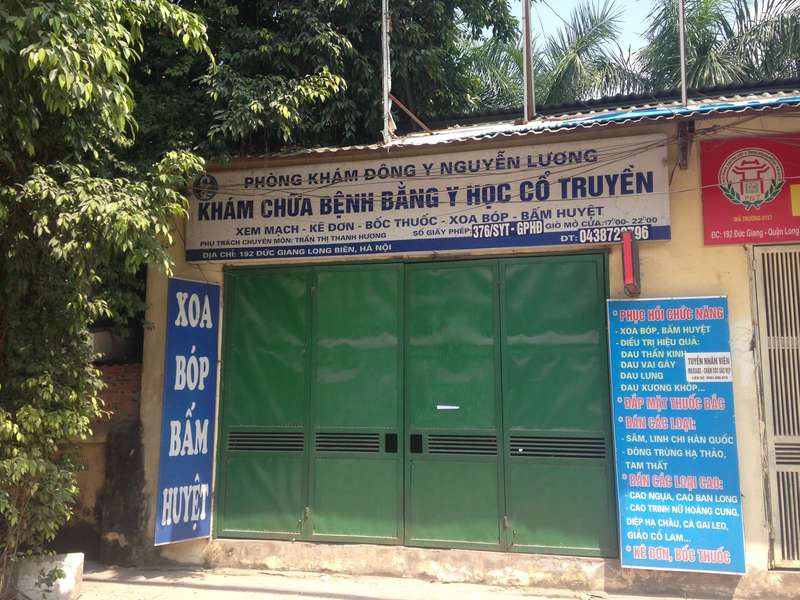 PHÒNG KHÁM ĐÔNG Y NGUYỄN LƯƠNG
KHÁM CHỮA BỆNH BẰNG Y HỌC CỔ TRUYỀN
XEM MẠCH - KÊ ĐƠN - BỐC THUỐC - XOA BÓP - BẤM HUYỆT
PHỤ TRÁCH CHUYÊN MÔN: TRẦN THỊ THANH HƯƠNG
SỐ GIẤY PHÉP: 376/SYT - GPHĐ
GIỜ MỞ CỬA: 17:00 - 22:00
ĐỊA CHỈ: 192 ĐỨC GIANG LONG BIÊN, HÀ NỘI
ĐT:
XOA
BÓP
BẤM
HUYỆT
* PHỤC HỒI CHỨC NĂNG
- XOA BÓP, BẤM HUYỆT
- ĐIỀU TRỊ HIỆU QUẢ:
ĐAU THẦN KINH
ĐAU VAI GÁY
ĐAU LƯNG
ĐAU XƯƠNG KHỚP...
TUYỂN NHÂN VIÊN
* ĐẮP MẶT THUỐC BẮC
* BÁN CÁC LOẠI:
- SÂM, LINH CHI HÀN QUỐC
- ĐÔNG TRÙNG HẠ THẢO,
TAM THẤT
* BÁN CÁC LOẠI CAO:
- CAO NGỰA, CAO BAN LONG
- CAO TRINH NỮ HOÀNG CUNG,
DIỆP HẠ CHÂU, CÀ GAI LEO,
GIẢO CỔ LAM...
* KÊ ĐƠN, BỐC THUỐC
ĐC: 192 Đức Giang - Quận Long